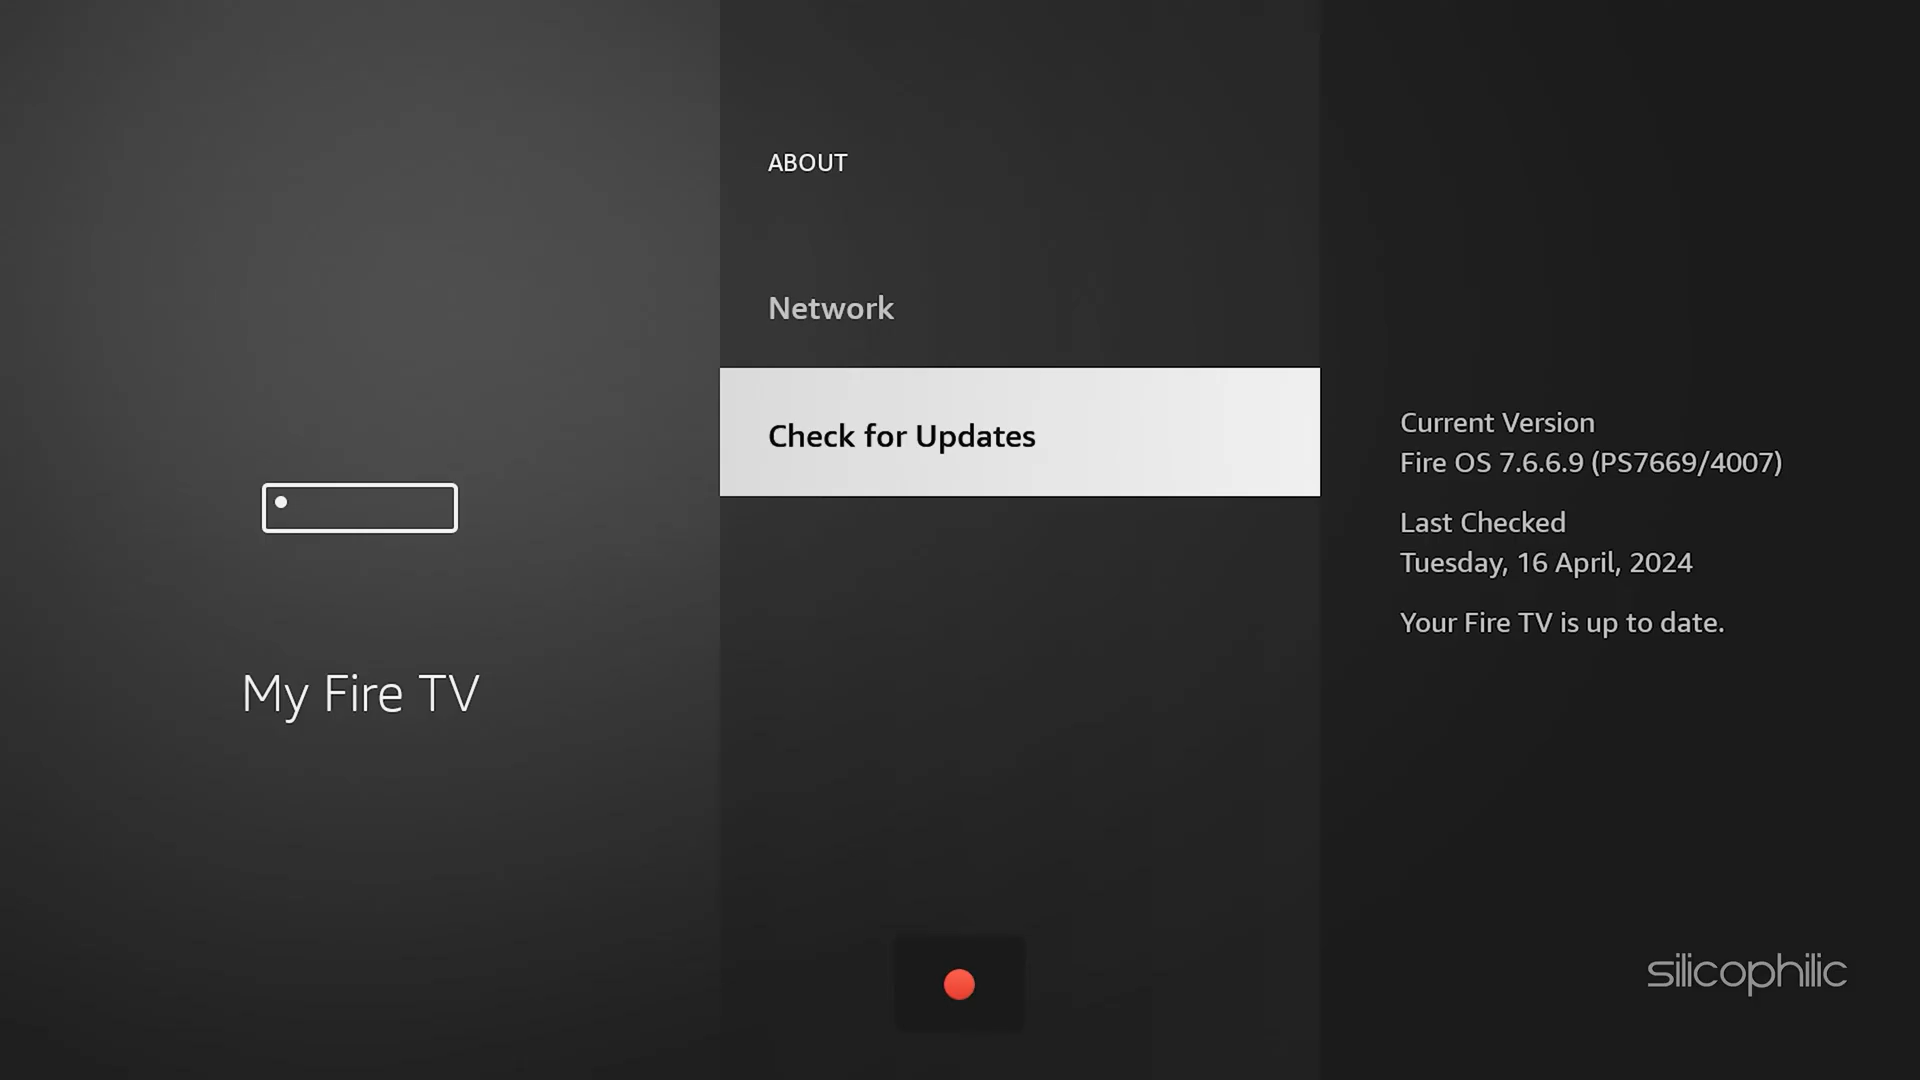 ABOUT
Network
Check for Updates
My Fire TV
Current Version
Fire OS 7.6.6.9 (PS7669/4007)
Last Checked
Tuesday, 16 April, 2024
Your Fire TV is up to date.
silicophilic